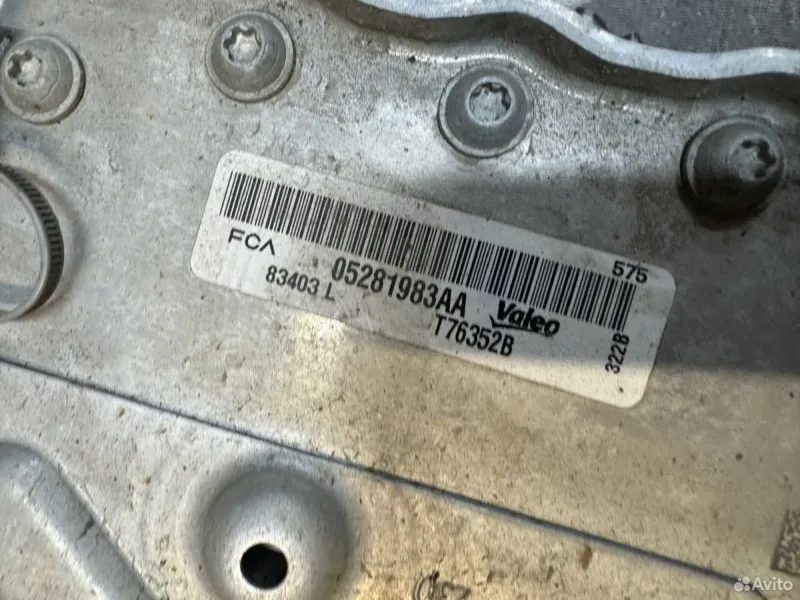 575
FCA
05281983AA
Valeo
83403 L
T76352B
322B
Avito